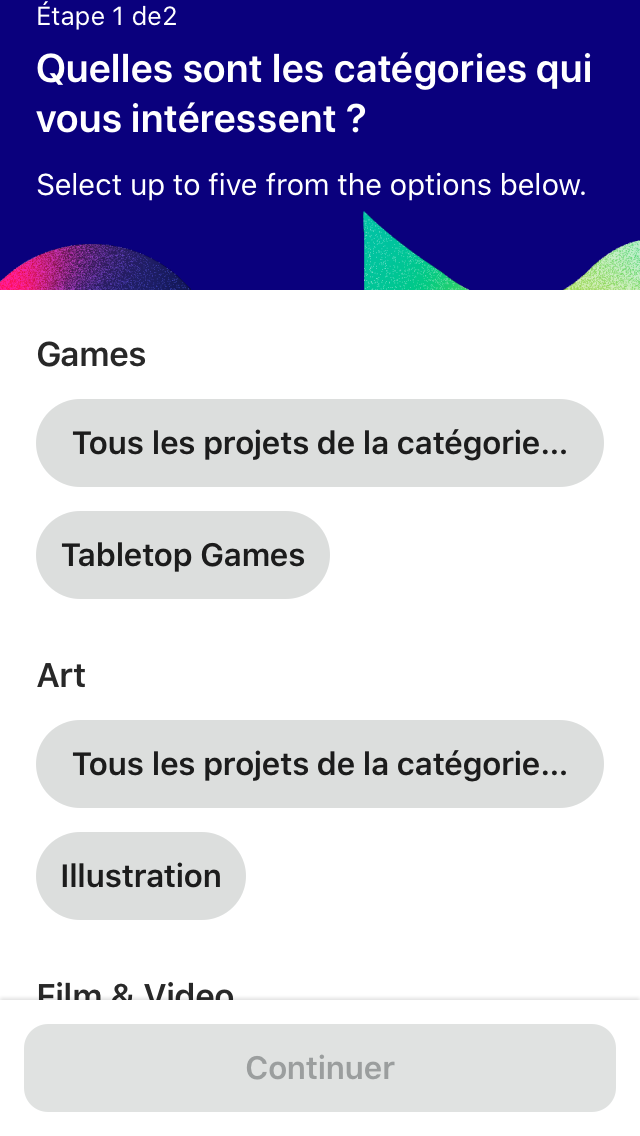 Étape 1 de2
Quelles sont les catégories qui
vous intéressent ?
Select up to five from the options below.
Games
Tous les projets de la catégorie...
Tabletop Games
Art
Tous les projets de la catégorie...
Illustration
Film & Video
Continuer